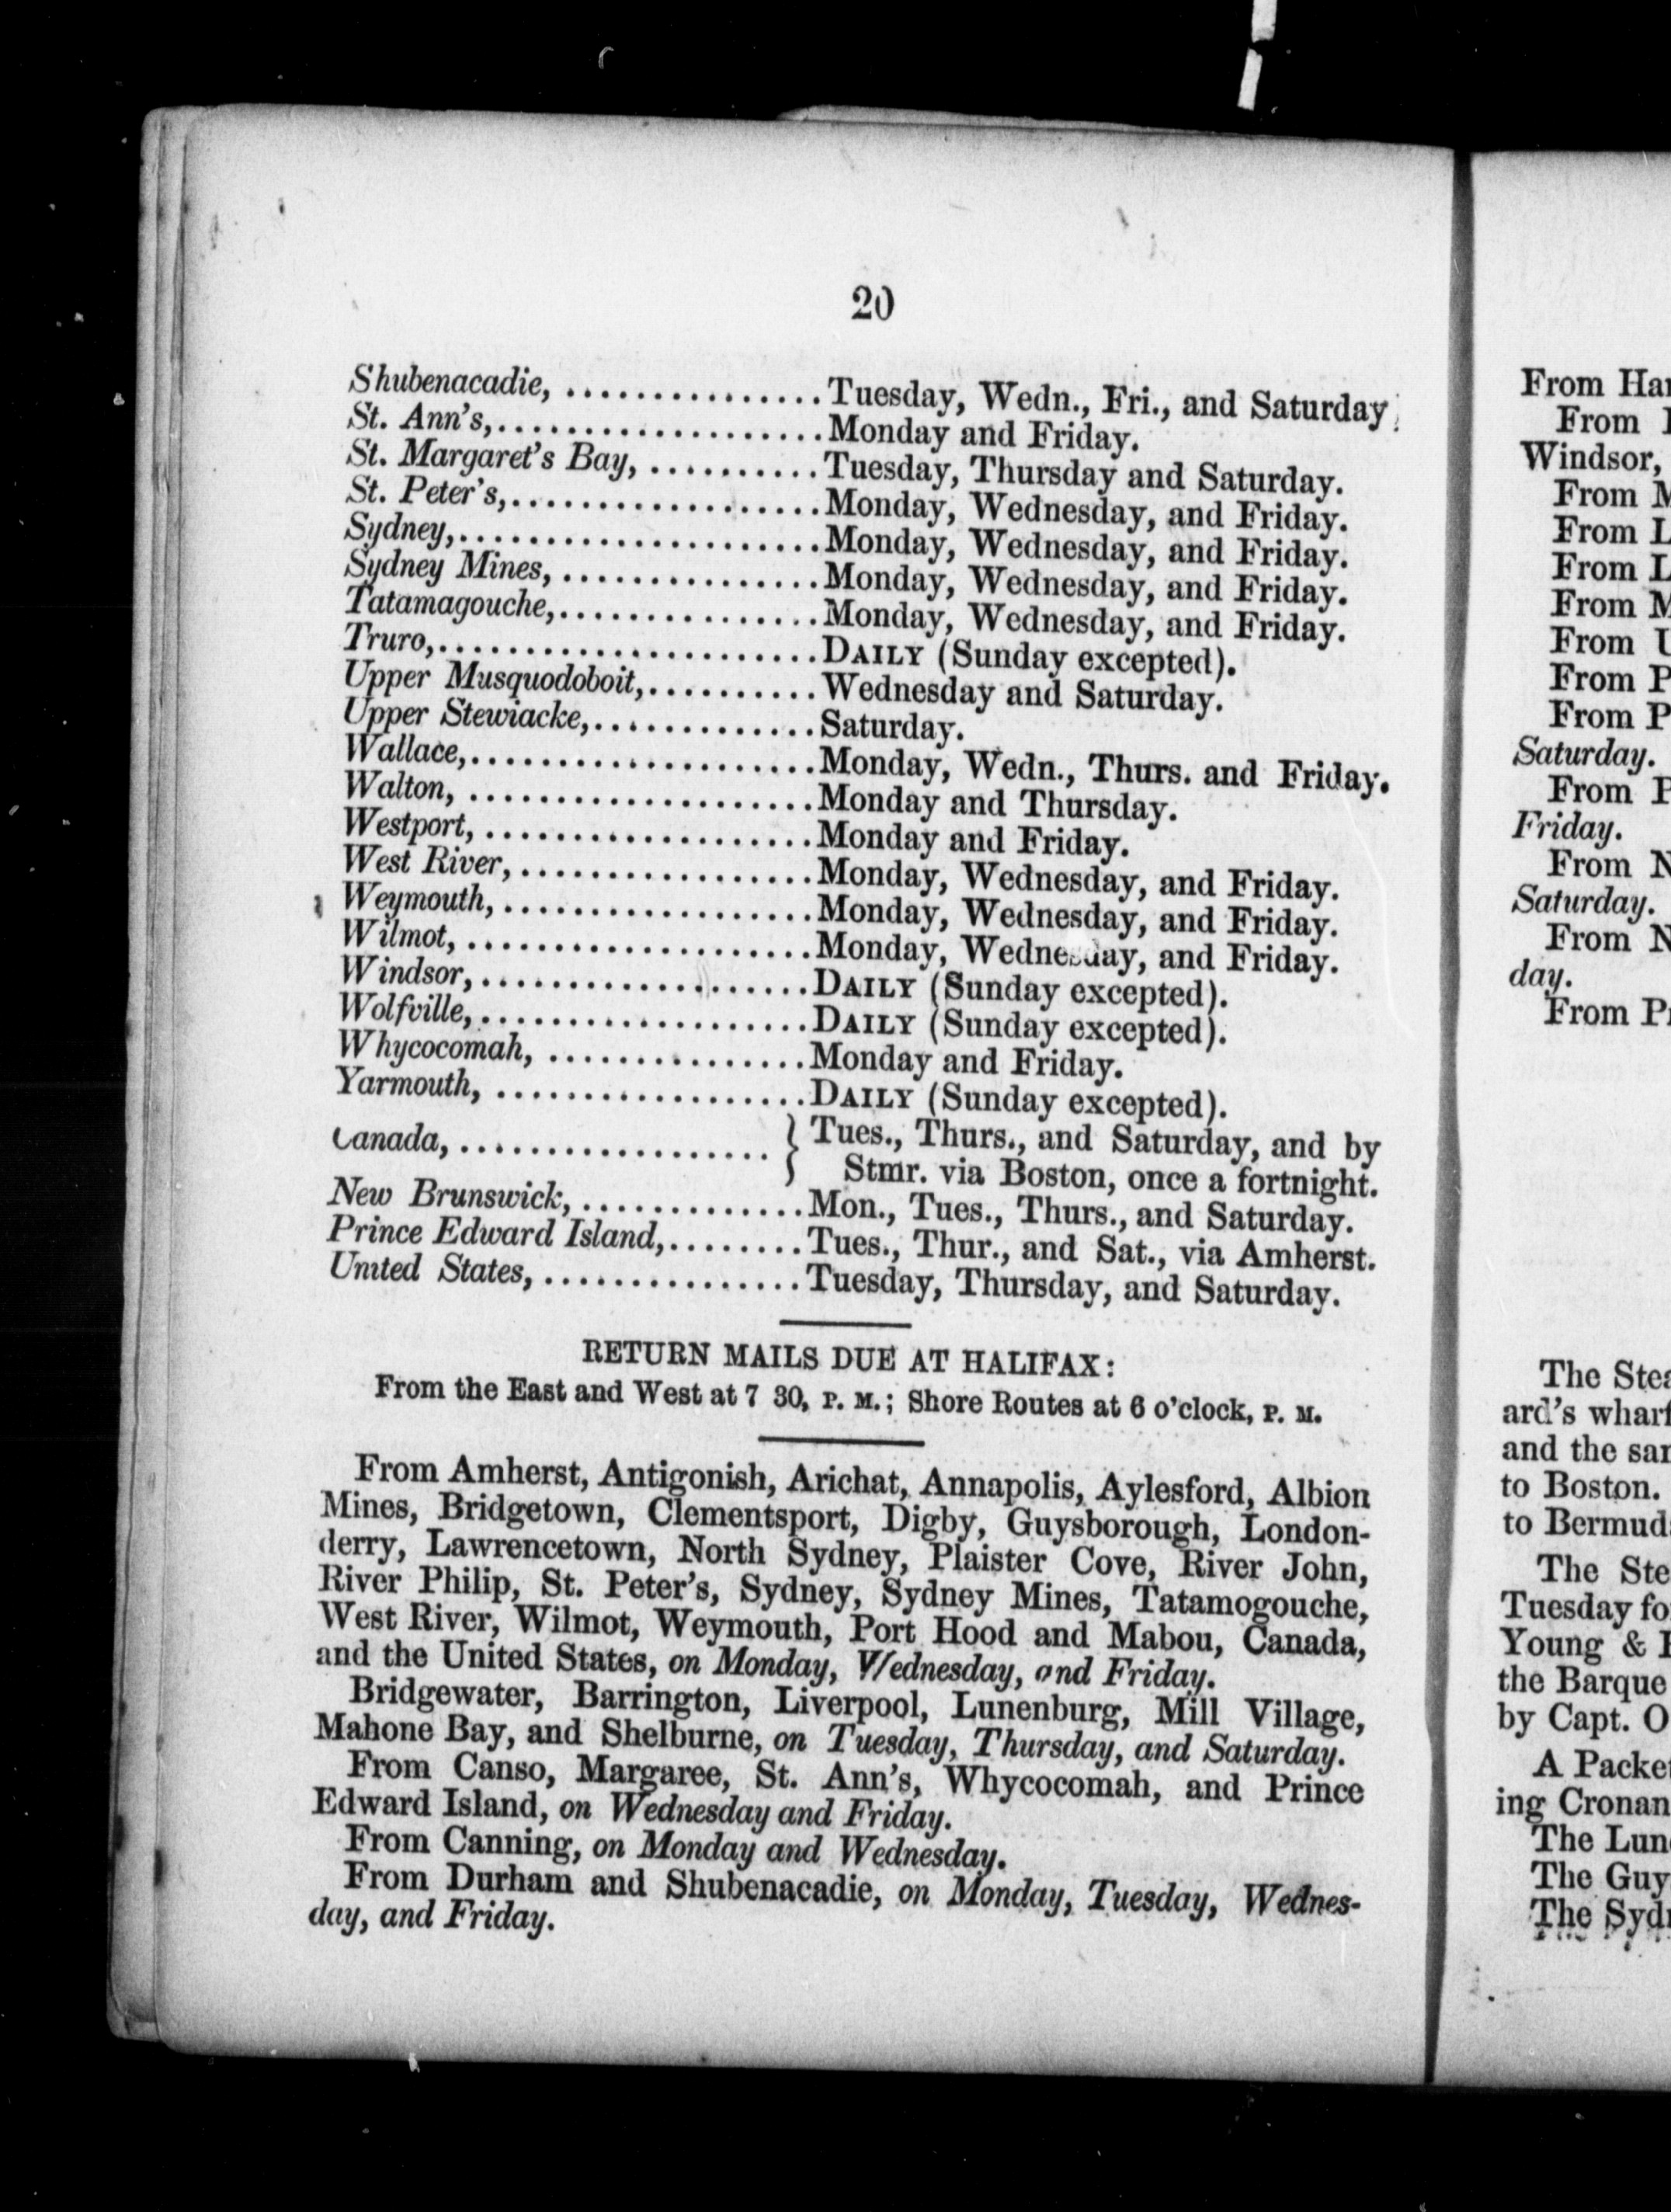 20
Shubenacadie, ............... Tuesday, Wedn., Fri., and Saturday
St. Ann's, ................... Monday and Friday.
St. Margaret's Bay, .......... Tuesday, Thursday and Saturday.
St. Peter's, .................. Monday, Wednesday, and Friday.
Sydney, ..................... Monday, Wednesday, and Friday.
Sydney Mines, ............... Monday, Wednesday, and Friday.
Tatamagouche, ............... Monday, Wednesday, and Friday.
Truro, ...................... DAILY (Sunday excepted).
Upper Musquodoboit, .......... Wednesday and Saturday.
Upper Stewiacke, ............. Saturday.
Wallace, .................... Monday, Wedn., Thurs. and Friday.
Walton, .................... Monday and Thursday.
Westport, ................... Monday and Friday.
West River, ................. Monday, Wednesday, and Friday.
Weymouth, .................. Monday, Wednesday, and Friday.
Wilmot, .................... Monday, Wednesday, and Friday.
Windsor, ................... DAILY (Sunday excepted).
Wolfville, ................... DAILY (Sunday excepted).
Whycocomah, ............... Monday and Friday.
Yarmouth, .................. DAILY (Sunday excepted).
Canada, .................. } Tues., Thurs., and Saturday, and by
Stmr. via Boston, once a fortnight.
New Brunswick, ............. Mon., Tues., Thurs., and Saturday.
Prince Edward Island, ........ Tues., Thur., and Sat., via Amherst.
United States, ............... Tuesday, Thursday, and Saturday.
RETURN MAILS DUE AT HALIFAX:
From the East and West at 7 30, P. M.; Shore Routes at 6 o'clock, P. M.
From Amherst, Antigonish, Arichat, Annapolis, Aylesford, Albion
Mines, Bridgetown, Clementsport, Digby, Guysborough, London-
derry, Lawrencetown, North Sydney, Plaister Cove, River John,
River Philip, St. Peter's, Sydney, Sydney Mines, Tatamogouche,
West River, Wilmot, Weymouth, Port Hood and Mabou, Canada,
and the United States, on Monday, Wednesday, and Friday.
Bridgewater, Barrington, Liverpool, Lunenburg, Mill Village,
Mahone Bay, and Shelburne, on Tuesday, Thursday, and Saturday.
From Canso, Margaree, St. Ann's, Whycocomah, and Prince
Edward Island, on Wednesday and Friday.
From Canning, on Monday and Wednesday.
From Durham and Shubenacadie, on Monday, Tuesday, Wednes-
day, and Friday.
From Har
From
Windsor,
From M
From L
From L
From M
From U
From P
From P
Saturday.
From P
Friday.
From N
Saturday.
From N
day.
From Pr
The Stea
ard's wharf
and the sam
to Boston.
to Bermud
The Ste
Tuesday fo
Young &
the Barque
by Capt. O
A Packet
ing Cronan
The Lun
The Guy
The Syd